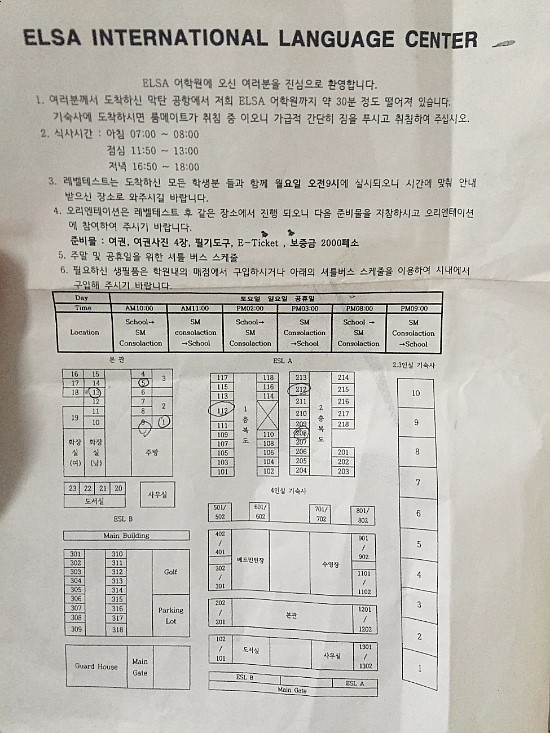 ELSA INTERNATIONAL LANGUAGE CENTER
ELSA 어학원에 오신 여러분을 진심으로 환영합니다.
1. 여러분께서 도착하신 막탄 공항에서 저희 ELSA 어학원까지 약 30분 정도 떨어져 있습니다.
기숙사에 도착하시면 룸메이트가 취침 중 이오니 가급적 간단히 짐을 푸시고 취침하여 주십시오.
2. 식사시간 : 아침 07:00 ~ 08:00
점심 11:50 ~ 13:00
저녁 16:50 ~ 18:00
3. 레벨테스트는 도착하신 모든 학생분 들과 함께 월요일 오전9시에 실시되오니 시간에 맞춰 안내
받으신 장소로 와주시길 바랍니다.
4. 오리엔테이션은 레벨테스트 후 같은 장소에서 진행 되오니 다음 준비물을 지참하시고 오리엔테이션
에 참여하여 주시기 바랍니다.
준비물 : 여권, 여권사진 4장, 필기도구, E-Ticket , 보증금 2000페소
5. 주말 및 공휴일을 위한 셔틀 버스 스케줄
6. 필요하신 생필품은 학원내의 매점에서 구입하시거나 아래의 셔틀버스 스케줄을 이용하여 시내에서
구입해 주시기 바랍니다.
Day 토요일 일요일 공휴일
Time AM10:00 AM11:00 PM02:00 PM03:00 PM08:00 PM09:00
Location School→ SM Consolaction SM consolaction →School School→ SM Consolaction SM Consolaction →School School → SM Consolaction SM Consolaction →School
본관
ESL A
2.3인실 기숙사
16 15 4 3
17 14 5
18 13 6
12 7 2
19 11 8
10 9 1
화장실(여) 화장실(남) 주방
23 22 21 20
도서실
사무실
117 118 213 214
115 116 212 215
113 114 211 216
112 1층복도 210 2층복도 217
111 209 218
109 110 208
107 108 207
105 106 206 201
103 104 205 202
101 102 204 203
10
9
8
7
6
5
4
3
2
1
4인실 기숙사
501/502 601/602 701/702 801/802
402/401 배드민턴장 수영장 901/902
302/301 1101/1102
202/201 본관 1201/1202
102/101 도서실 사무실 1301/1302
ESL B ESL A
Main Gate
ESL B
Main Building
301 310
302 311
303 312 Golf
304 313
305 314
306 315
307 316 Parking
308 317 Lot
309 318
Guard House Main Gate